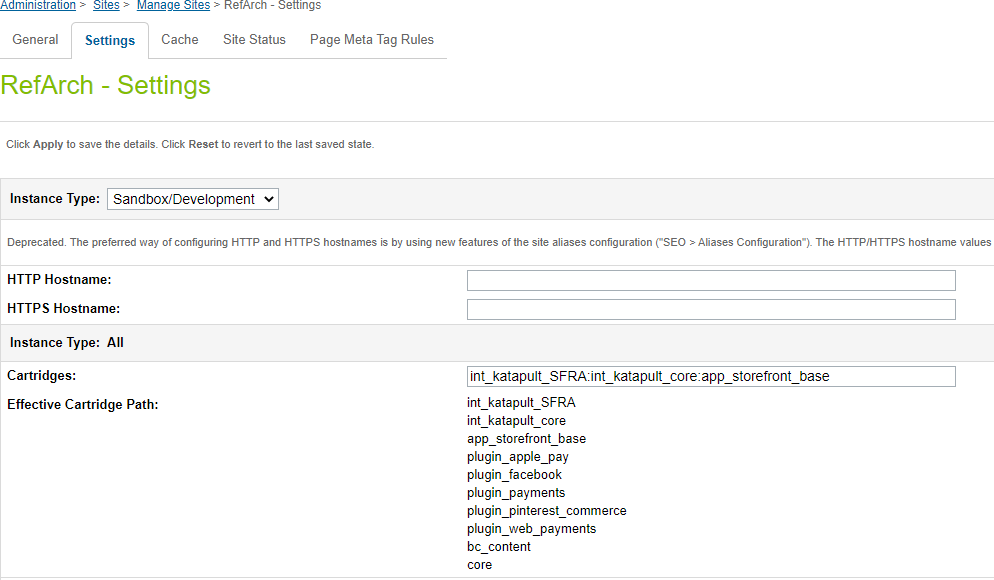 Administration > Sites > Manage Sites > RefArch - Settings
General Settings Cache Site Status Page Meta Tag Rules
RefArch - Settings
Click Apply to save the details. Click Reset to revert to the last saved state.
Instance Type: Sandbox/Development
Deprecated. The preferred way of configuring HTTP and HTTPS hostnames is by using new features of the site aliases configuration ("SEO > Aliases Configuration"). The HTTP/HTTPS hostname values
HTTP Hostname:
HTTPS Hostname:
Instance Type: All
Cartridges: int_katapult_SFRA:int_katapult_core:app_storefront_base
Effective Cartridge Path: int_katapult_SFRA
int_katapult_core
app_storefront_base
plugin_apple_pay
plugin_facebook
plugin_payments
plugin_pinterest_commerce
plugin_web_payments
bc_content
core